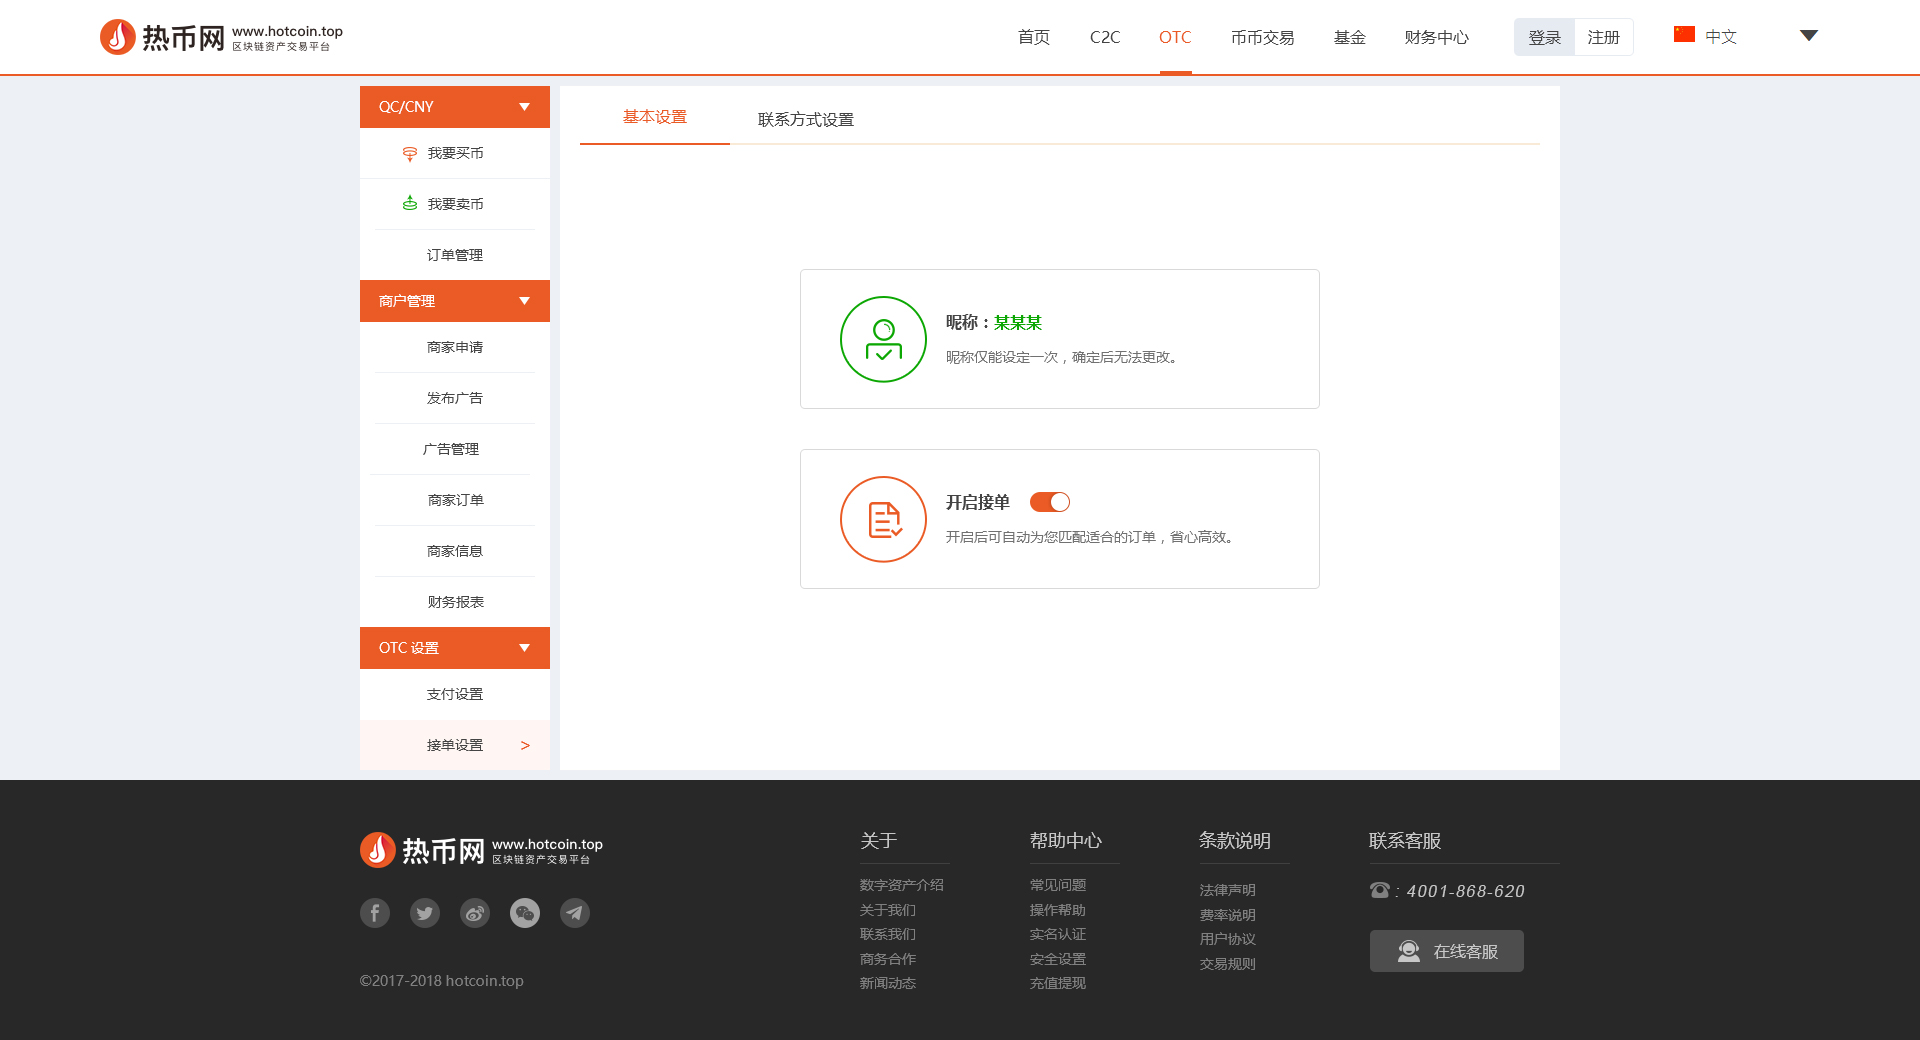 热币网 www.hotcoin.top
区块链资产交易平台
首页 C2C OTC 币币交易 基金 财务中心 登录 注册 中文
QC/CNY
我要买币
我要卖币
订单管理
商户管理
商家申请
发布广告
广告管理
商家订单
商家信息
财务报表
OTC 设置
支付设置
接单设置 >
基本设置 联系方式设置
昵称：某某某
昵称仅能设定一次，确定后无法更改。
开启接单
开启后可自动为您匹配适合的订单，省心高效。
热币网 www.hotcoin.top
区块链资产交易平台
©2017-2018 hotcoin.top
关于
数字资产介绍
关于我们
联系我们
商务合作
新闻动态
帮助中心
常见问题
操作帮助
实名认证
安全设置
充值提现
条款说明
法律声明
费率说明
用户协议
交易规则
联系客服
: 4001-868-620
在线客服